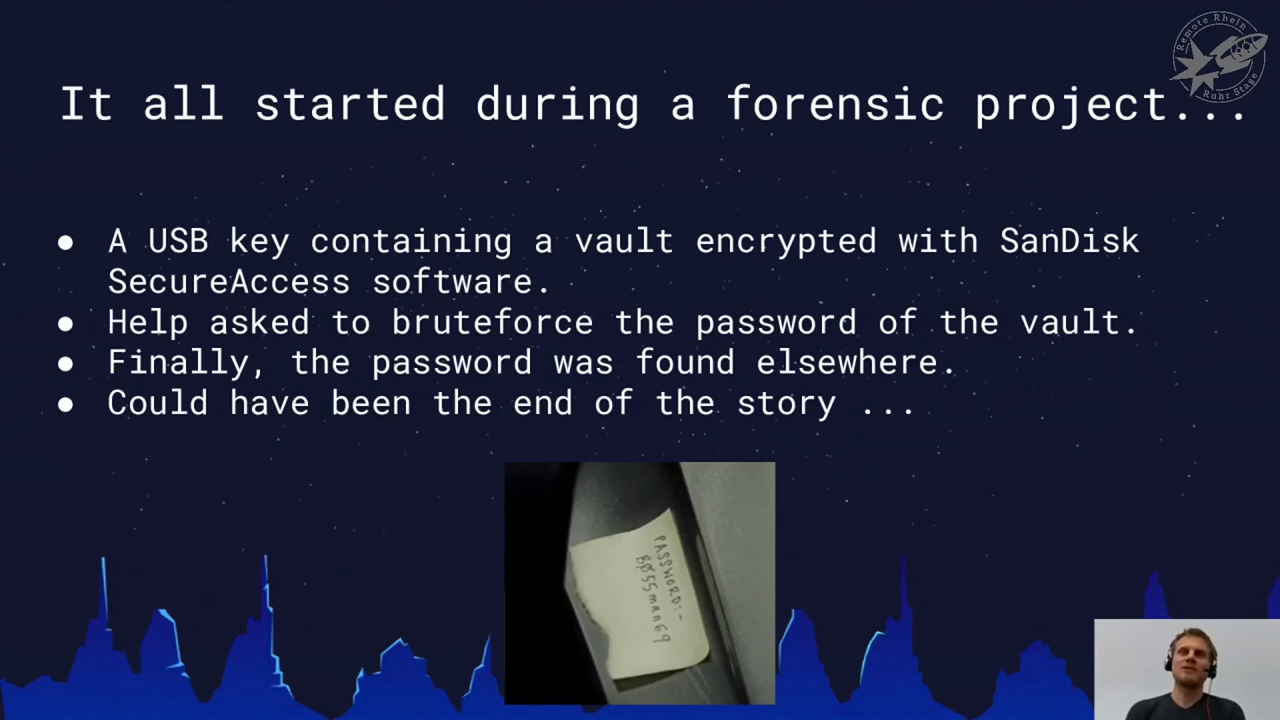 Remote Rhein
Ruhr Stage
It all started during a forensic project...
● A USB key containing a vault encrypted with SanDisk
SecureAccess software.
● Help asked to bruteforce the password of the vault.
● Finally, the password was found elsewhere.
● Could have been the end of the story ...
PASSWORD:-
BØ55man69